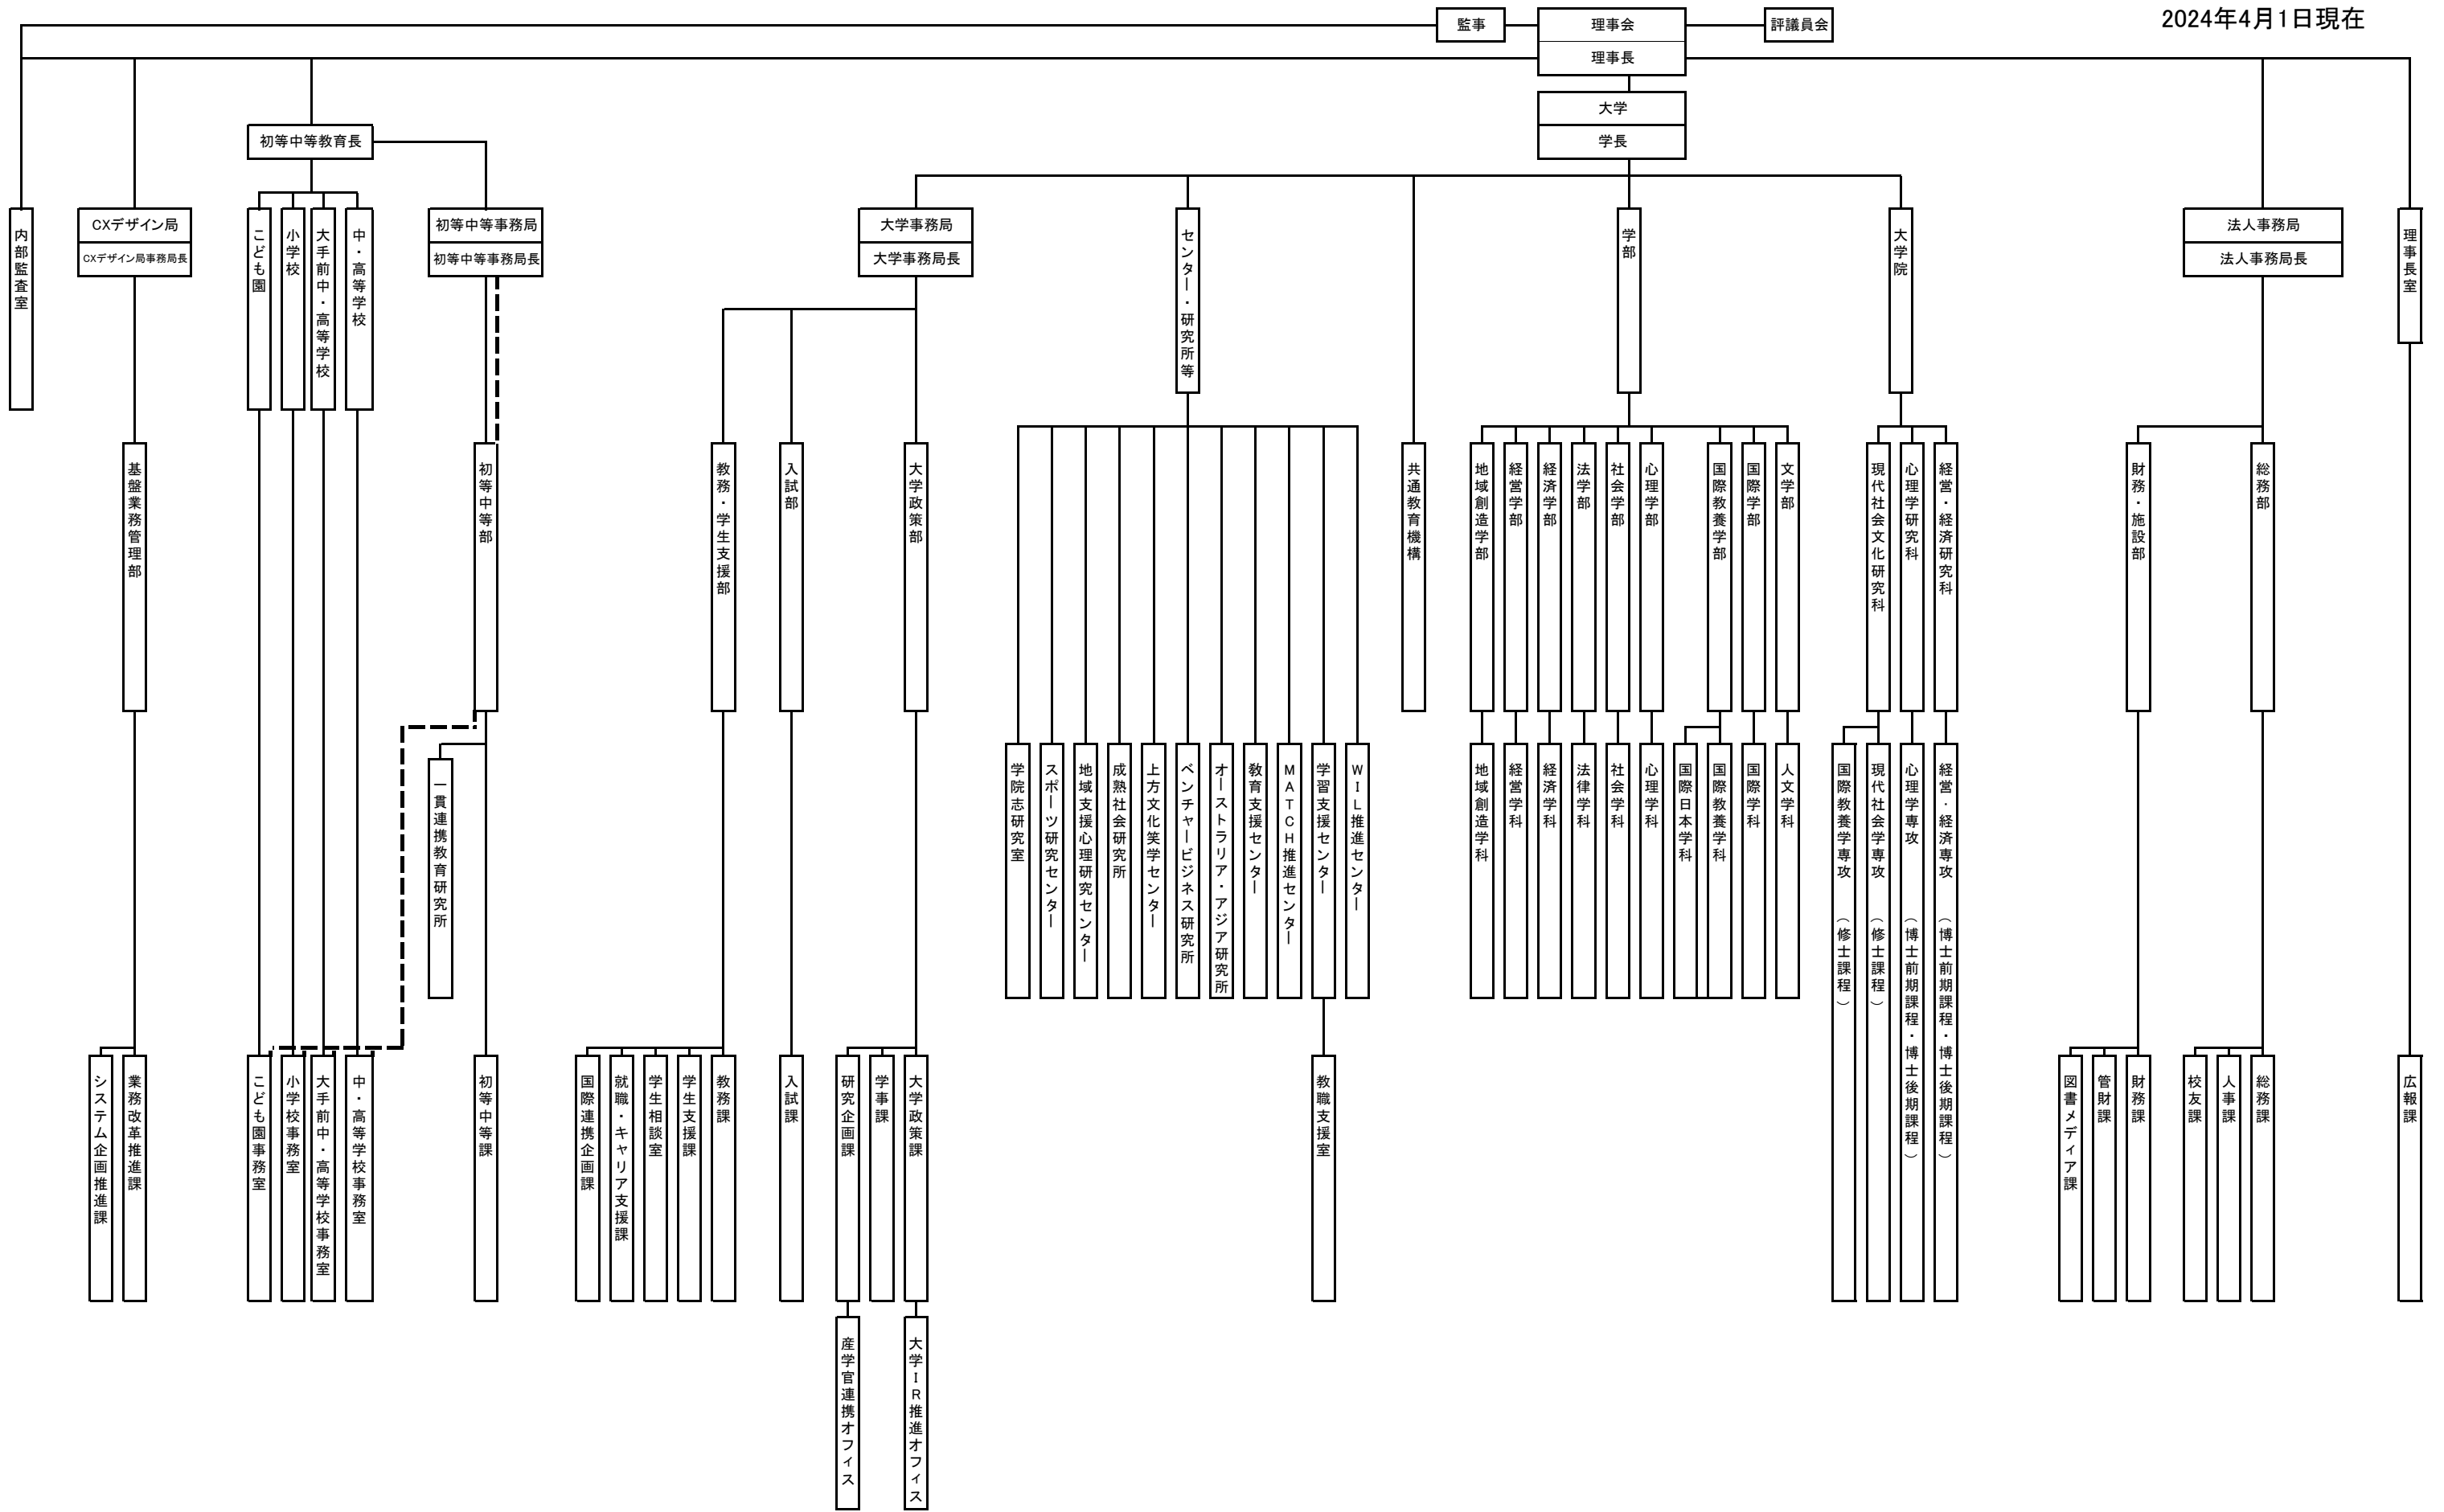 2024年4月1日現在
監事
理事会
評議員会
理事長
大学
学長
初等中等教育長
内部監査室
CXデザイン局
CXデザイン局事務局長
こども園
小学校
大手前中・高等学校
中・高等学校
初等中等事務局
初等中等事務局長
大学事務局
大学事務局長
センター・研究所等
学部
大学院
法人事務局
法人事務局長
理事長室
基盤業務管理部
初等中等部
教務・学生支援部
入試部
大学政策部
共通教育機構
地域創造学部
経営学部
経済学部
法学部
社会学部
心理学部
国際教養学部
国際学部
文学部
現代社会文化研究科
心理学研究科
経営・経済研究科
財務・施設部
総務部
一貫連携教育研究所
学院志研究室
スポーツ研究センター
地域支援心理研究センター
成熟社会研究所
上方文化笑学センター
ベンチャービジネス研究所
オーストラリア・アジア研究所
教育支援センター
MATCH推進センター
学習支援センター
WIL推進センター
地域創造学科
経営学科
経済学科
法律学科
社会学科
心理学科
国際日本学科
国際教養学科
国際学科
人文学科
国際教養学専攻（修士課程）
現代社会学専攻（修士課程）
心理学専攻（博士前期課程・博士後期課程）
経営・経済専攻（博士前期課程・博士後期課程）
システム企画推進課
業務改革推進課
こども園事務室
小学校事務室
大手前中・高等学校事務室
中・高等学校事務室
初等中等課
国際連携企画課
就職・キャリア支援課
学生相談室
学生支援課
教務課
入試課
研究企画課
学事課
大学政策課
教職支援室
図書メディア課
管財課
財務課
校友課
人事課
総務課
広報課
産学官連携オフィス
大学IR推進オフィス